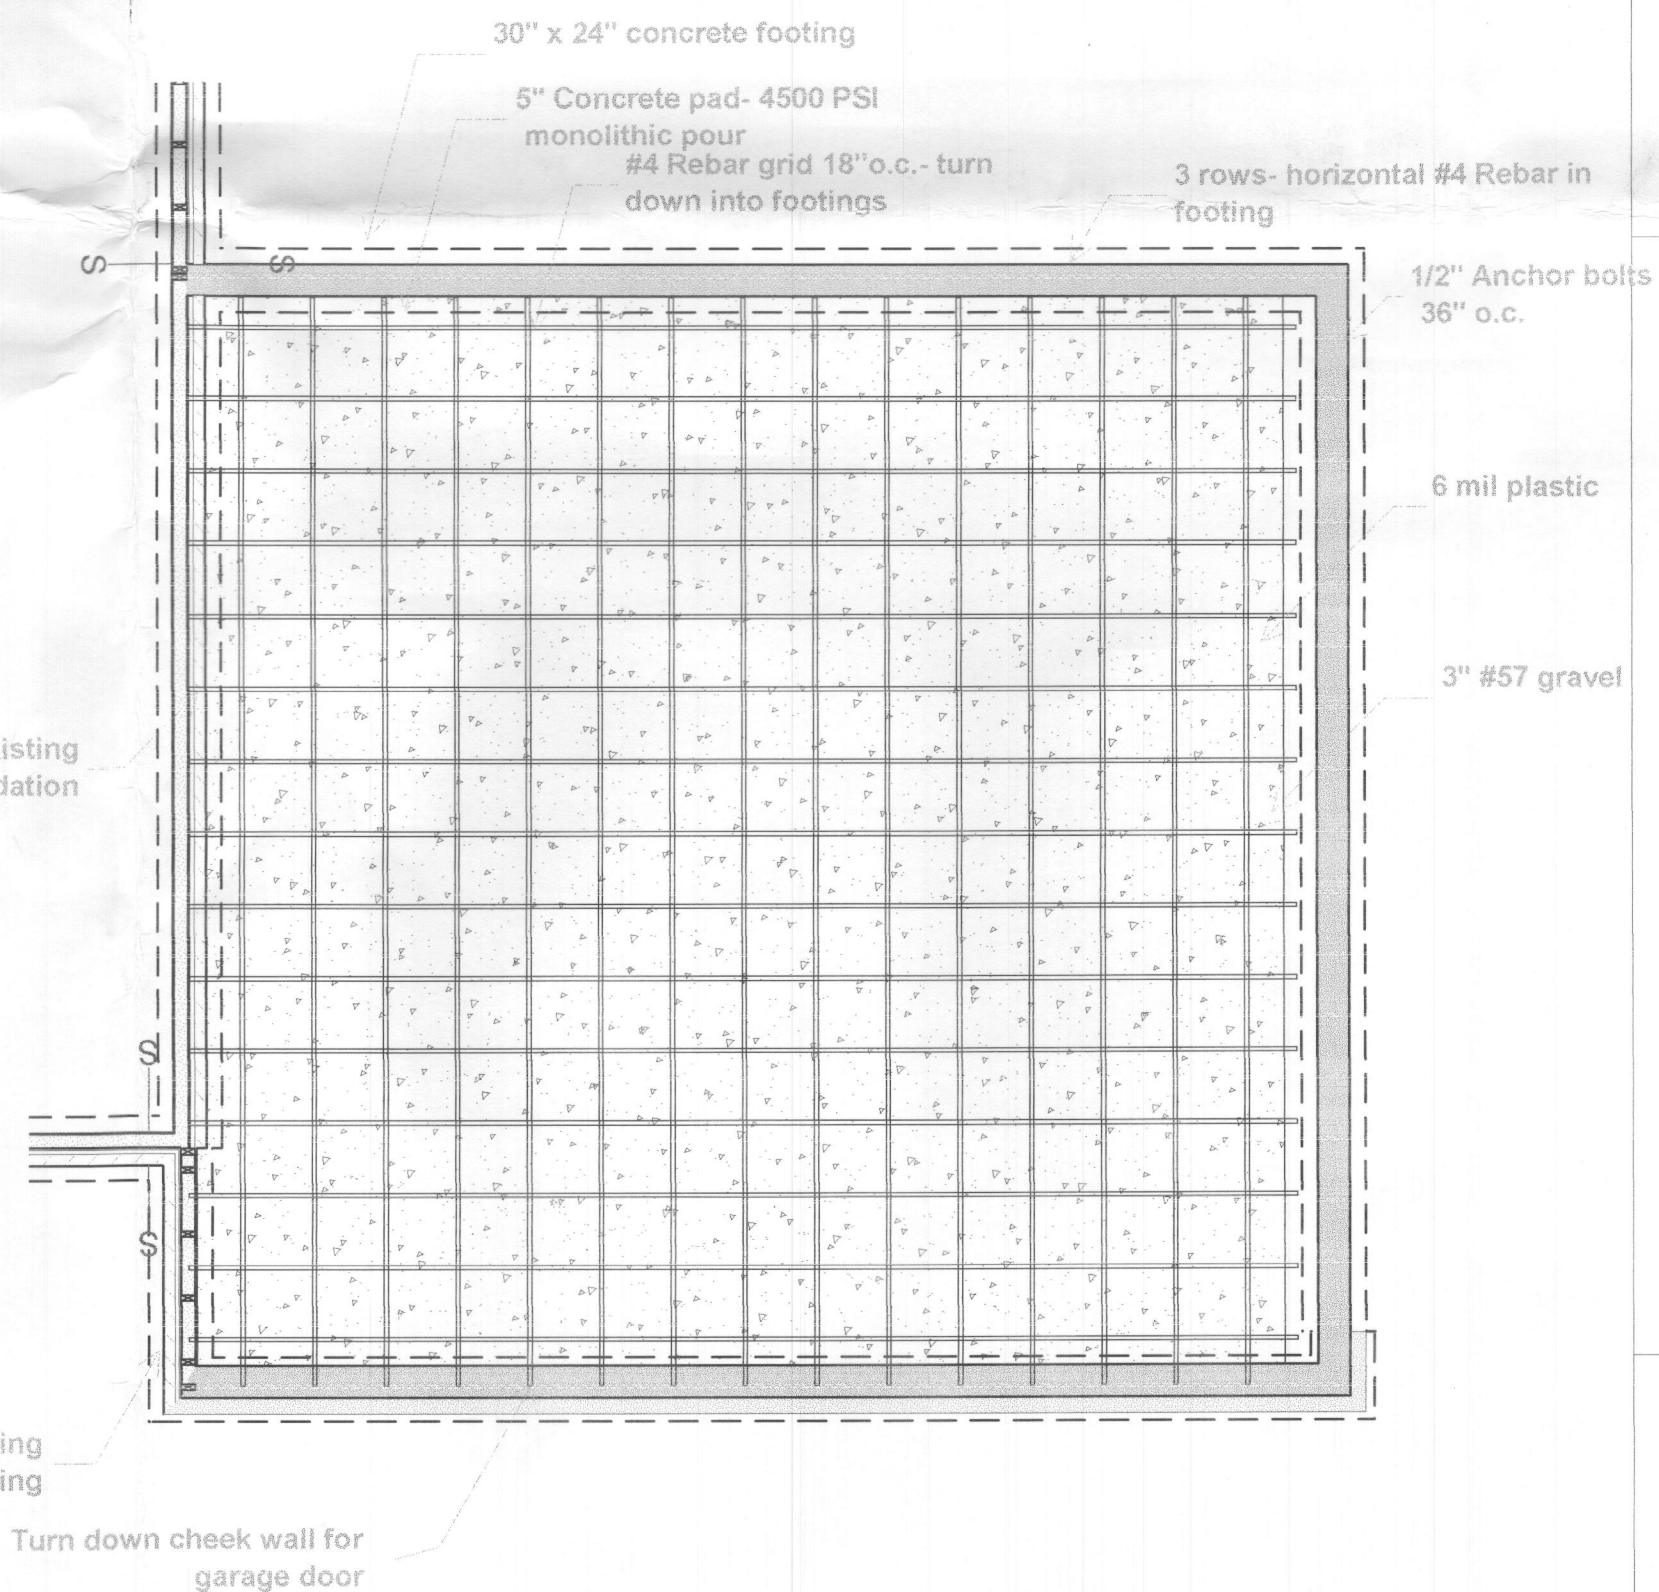 30" x 24" concrete footing
5" Concrete pad- 4500 PSI
monolithic pour
#4 Rebar grid 18"o.c.- turn
down into footings
3 rows- horizontal #4 Rebar in
footing
S
S
1/2" Anchor bolts
36" o.c.
6 mil plastic
3" #57 gravel
isting
dation
S
S
ing
ing
Turn down cheek wall for
garage door